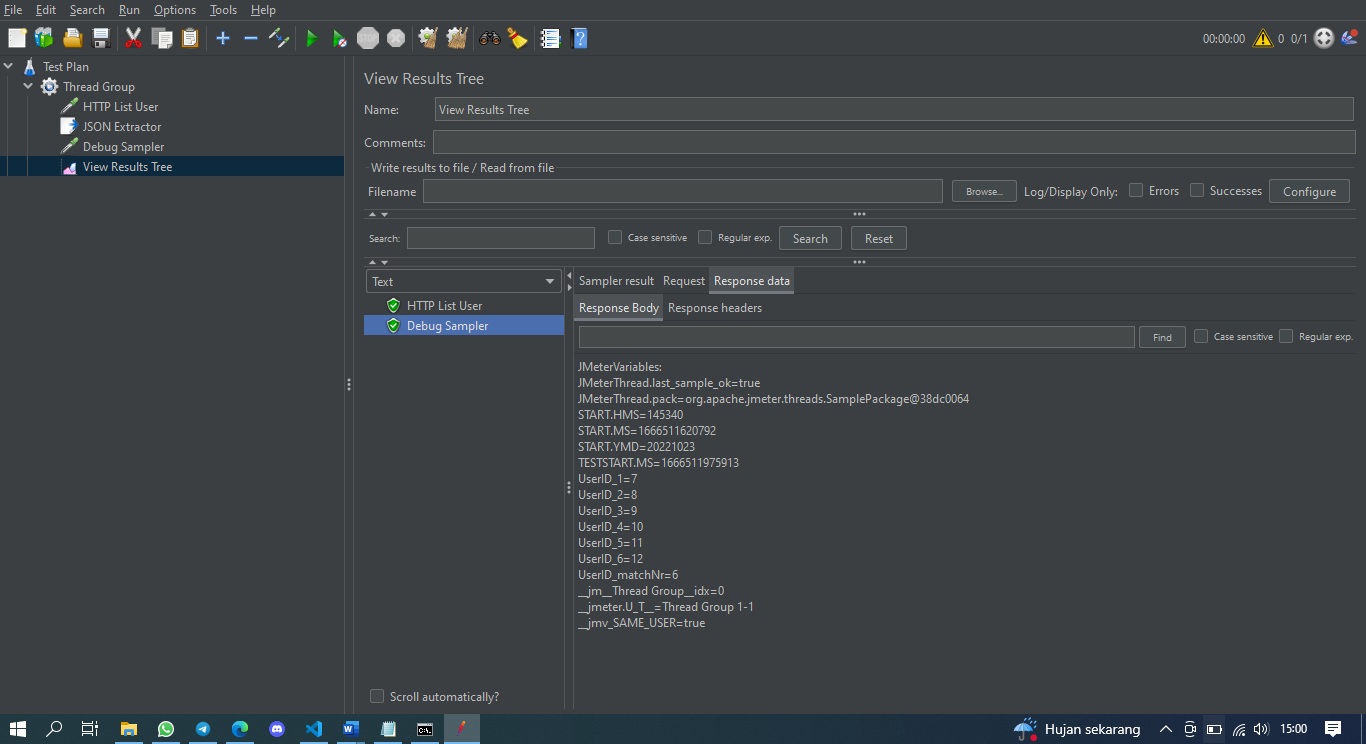 File Edit Search Run Options Tools Help
00:00:00 0 0/1
Test Plan
Thread Group
HTTP List User
JSON Extractor
Debug Sampler
View Results Tree
View Results Tree
Name: View Results Tree
Comments:
Write results to file / Read from file
Filename Browse... Log/Display Only: Errors Successes Configure
Search: Case sensitive Regular exp. Search Reset
Text
HTTP List User
Debug Sampler
Scroll automatically?
Sampler result Request Response data
Response Body Response headers
Find Case sensitive Regular exp.
JMeterVariables:
JMeterThread.last_sample_ok=true
JMeterThread.pack=org.apache.jmeter.threads.SamplePackage@38dc0064
START.HMS=145340
START.MS=1666511620792
START.YMD=20221023
TESTSTART.MS=1666511975913
UserID_1=7
UserID_2=8
UserID_3=9
UserID_4=10
UserID_5=11
UserID_6=12
UserID_matchNr=6
__jm__Thread Group__idx=0
__jmeter.U_T__=Thread Group 1-1
__jmv_SAME_USER=true
Hujan sekarang 15:00